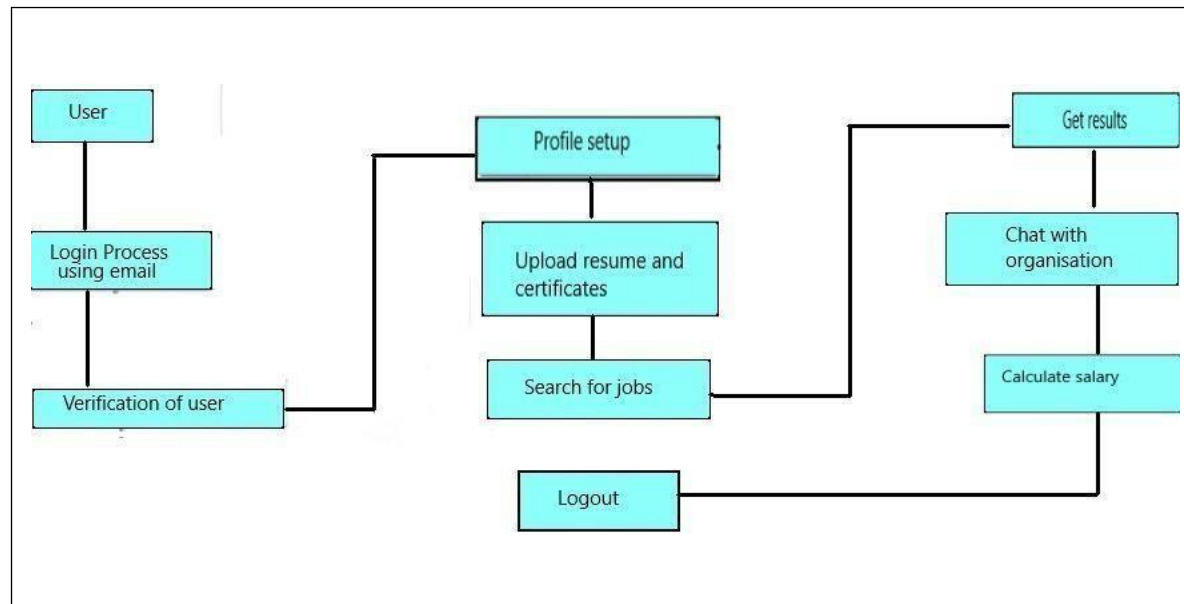 User
Login Process
using email
Verification of user
Profile setup
Upload resume and
certificates
Search for jobs
Get results
Chat with
organisation
Calculate salary
Logout